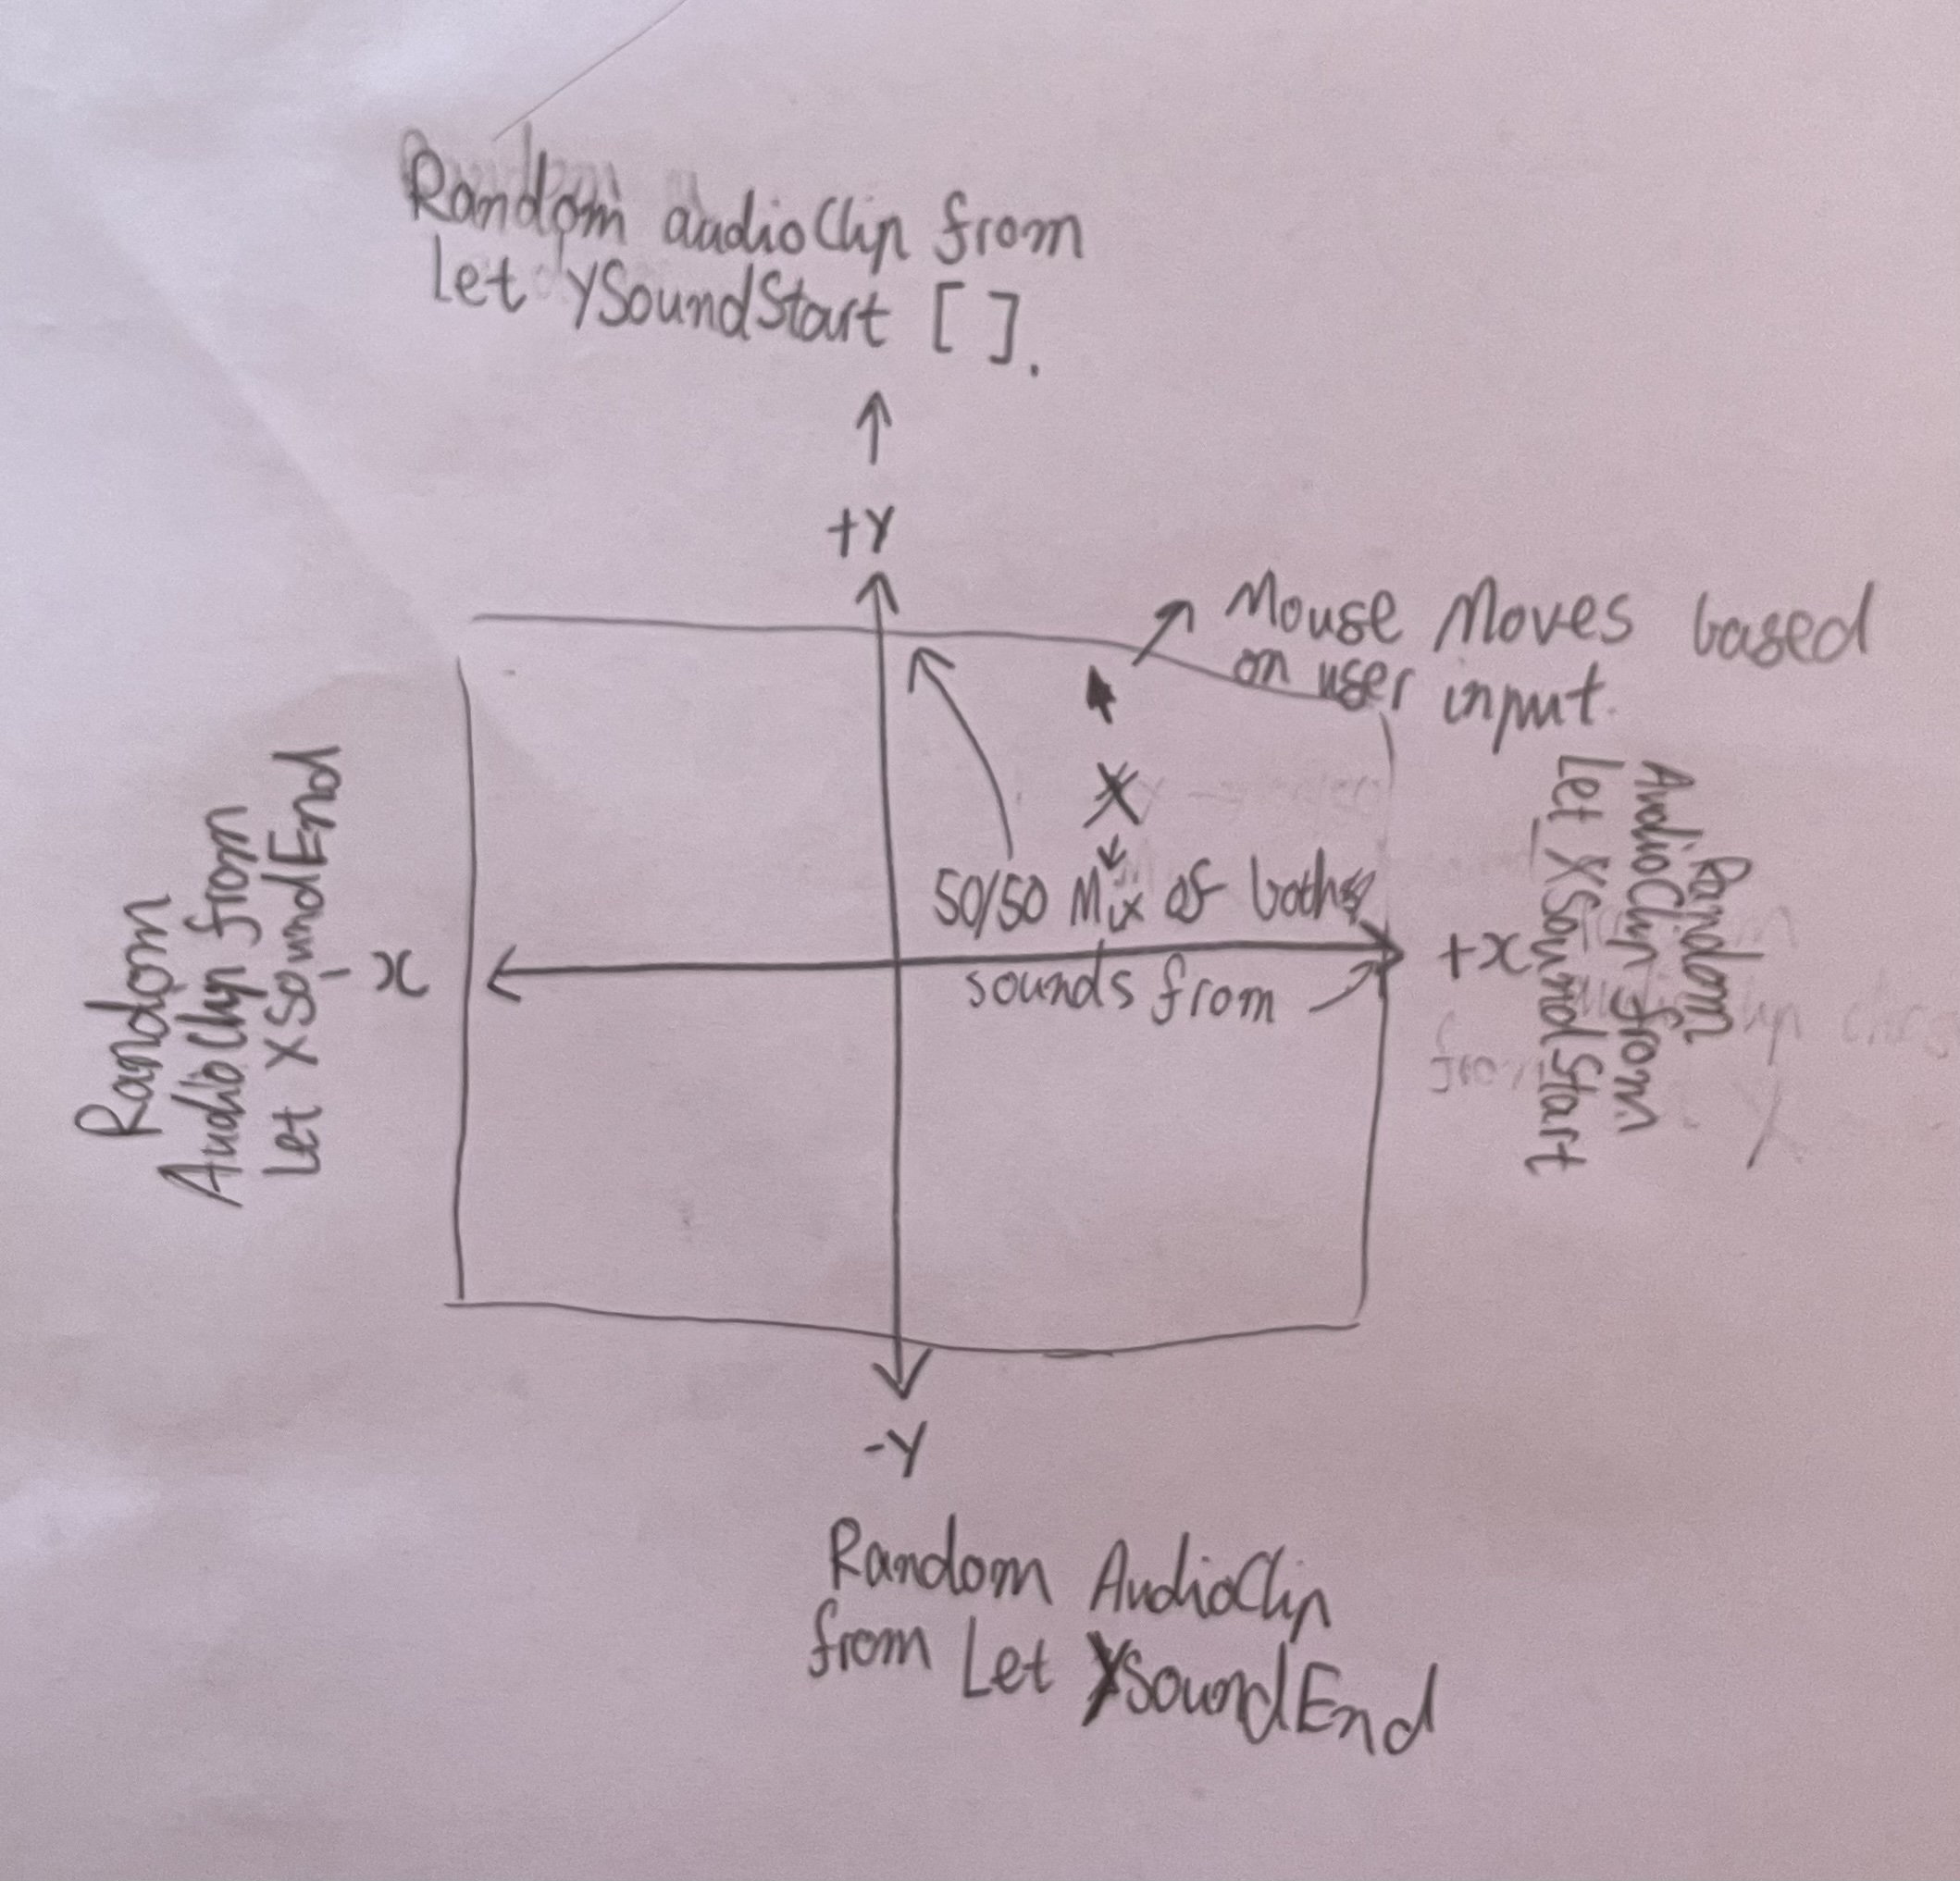 Random audioClip from
Let YSoundStart [ ].
+Y
Mouse Moves based
on user input.
X
50/50 Mix of both
sounds from
- x
+x
Random
AudioClip from
Let XSoundEnd
Random
AudioClip from
Let XSoundStart
-Y
Random AudioClip
from Let YSoundEnd